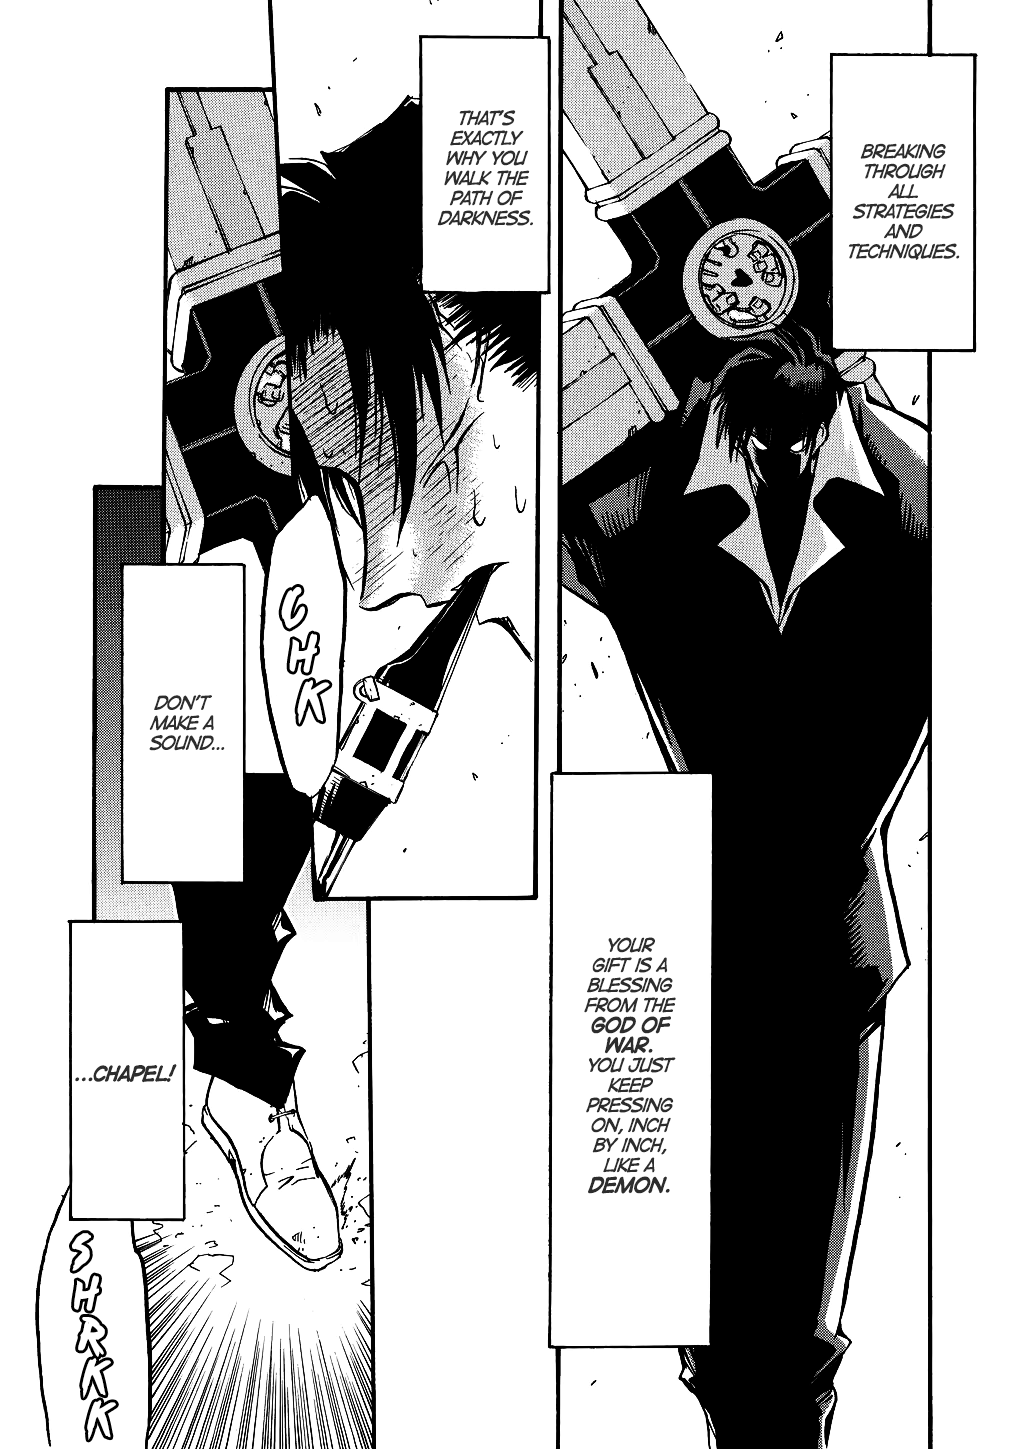 BREAKING
THROUGH
ALL
STRATEGIES
AND
TECHNIQUES.
YOUR
GIFT IS A
BLESSING
FROM THE
GOD OF
WAR.
YOU JUST
KEEP
PRESSING
ON, INCH
BY INCH,
LIKE A
DEMON.
THAT'S
EXACTLY
WHY YOU
WALK THE
PATH OF
DARKNESS.
CHK
DON'T
MAKE A
SOUND...
...CHAPEL!
SHRKK